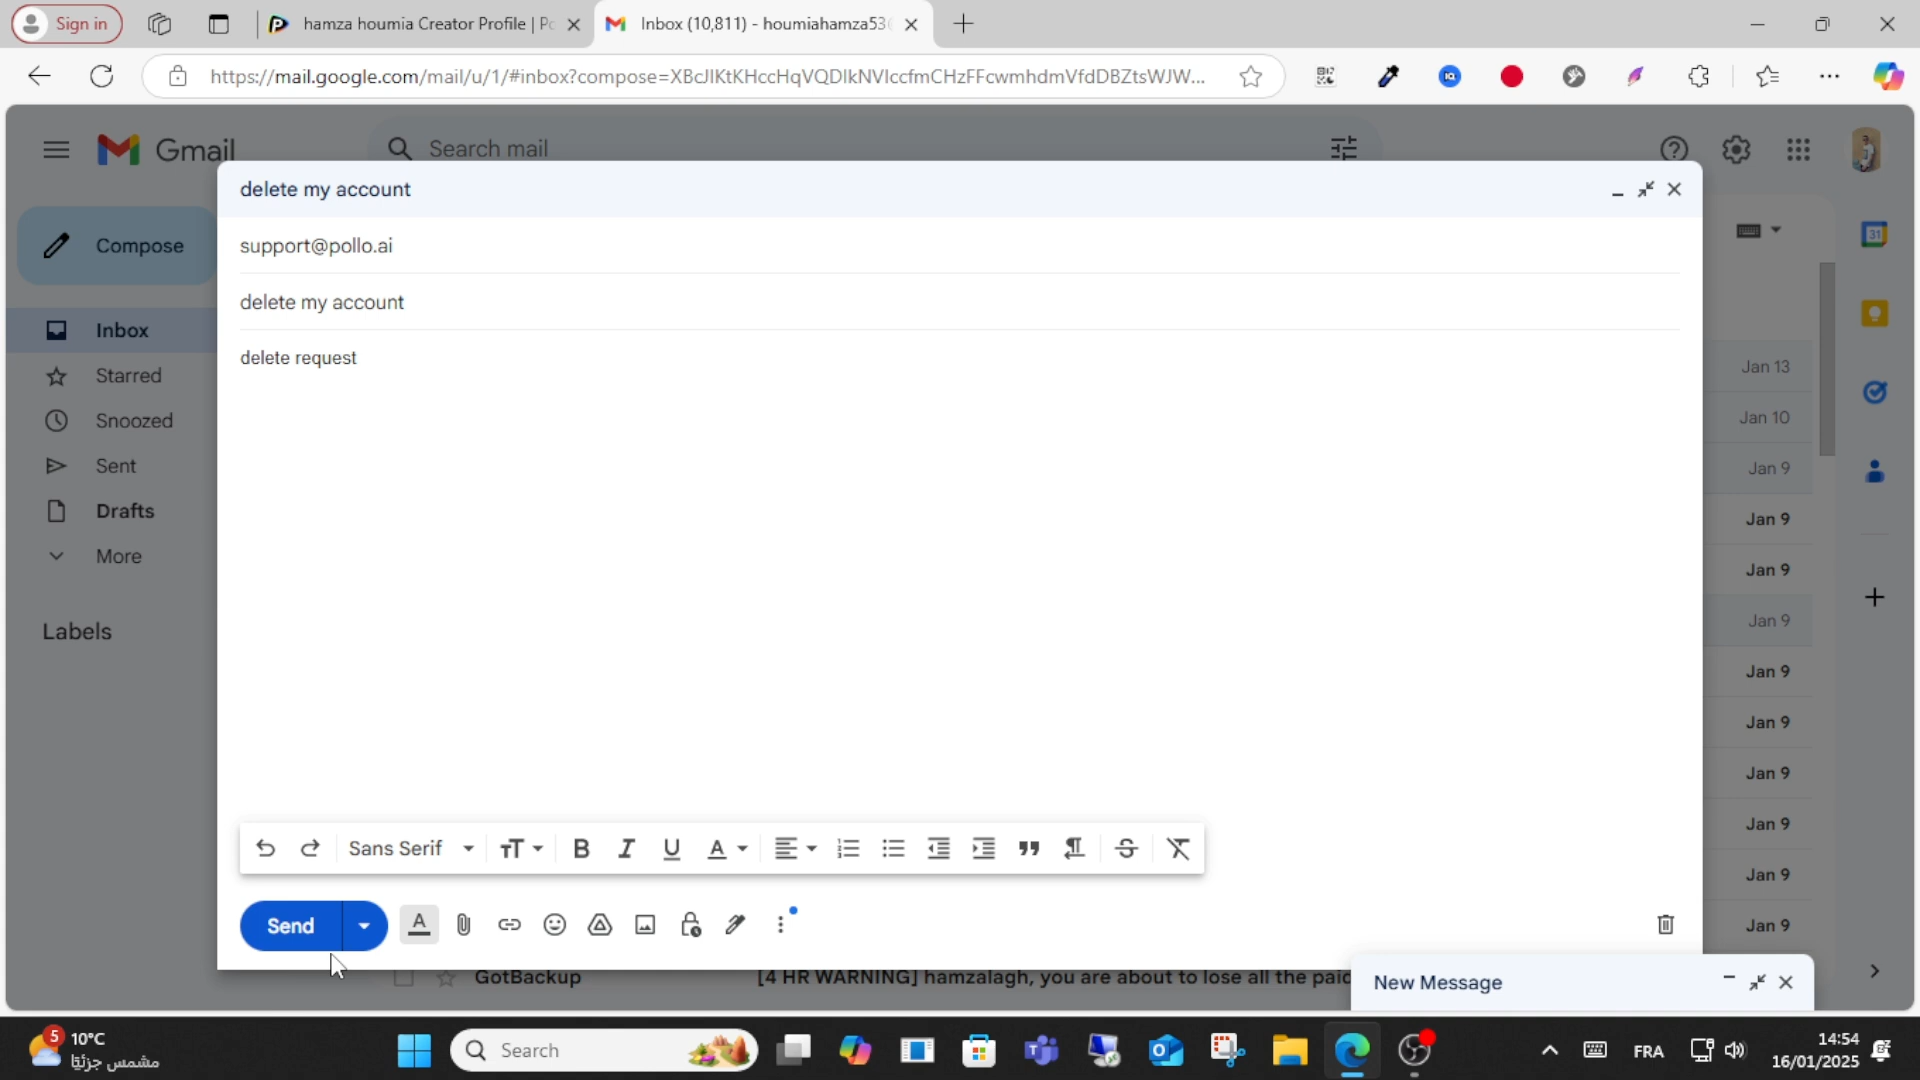 Sign in
hamza houmia Creator Profile | Po
Inbox (10,811) - houmiahamza53
https://mail.google.com/mail/u/1/#inbox?compose=XBcJlKtKHccHqVQDlkNVlccfmCHzFFcwmhdmVfdDBZtsWJW...
Gmail
Search mail
delete my account
Compose
support@pollo.ai
delete my account
Inbox
delete request
Starred
Jan 13
Snoozed
Jan 10
Sent
Jan 9
Drafts
Jan 9
More
Jan 9
Labels
Jan 9
Jan 9
Jan 9
Jan 9
Jan 9
Sans Serif
Jan 9
Send
Jan 9
GotBackup
[4 HR WARNING] hamzalagh, you are about to lose all the paid
New Message
5
10°C
مشمس جزئيًا
Search
FRA
14:54
16/01/2025